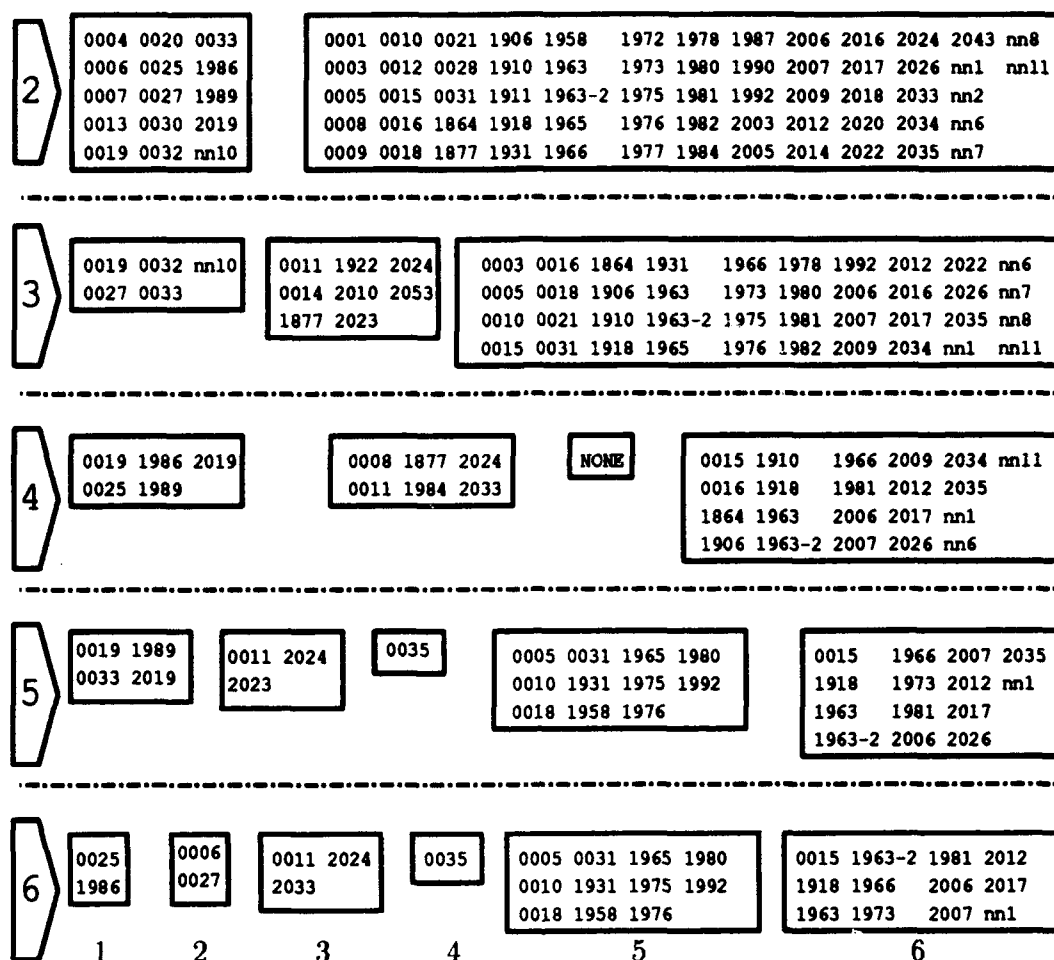 0004 0020 0033 0001 0010 0021 1906 1958 1972 1978 1987 2006 2016 2024 2043 nn8
0006 0025 1986 0003 0012 0028 1910 1963 1973 1980 1990 2007 2017 2026 nn1 nn11
2 0007 0027 1989 0005 0015 0031 1911 1963-2 1975 1981 1992 2009 2018 2033 nn2
0013 0030 2019 0008 0016 1864 1918 1965 1976 1982 2003 2012 2020 2034 nn6
0019 0032 nn10 0009 0018 1877 1931 1966 1977 1984 2005 2014 2022 2035 nn7
0019 0032 nn10 0011 1922 2024 0003 0016 1864 1931 1966 1978 1992 2012 2022 nn6
3 0027 0033 0014 2010 2053 0005 0018 1906 1963 1973 1980 2006 2016 2026 nn7
1877 2023 0010 0021 1910 1963-2 1975 1981 2007 2017 2035 nn8
0015 0031 1918 1965 1976 1982 2009 2034 nn1 nn11
0019 1986 2019 0008 1877 2024 NONE 0015 1910 1966 2009 2034 nn11
4 0025 1989 0011 1984 2033 0016 1918 1981 2012 2035
1864 1963 2006 2017 nn1
1906 1963-2 2007 2026 nn6
0019 1989 0011 2024 0035 0005 0031 1965 1980 0015 1966 2007 2035
5 0033 2019 2023 0010 1931 1975 1992 1918 1973 2012 nn1
0018 1958 1976 1963 1981 2017
1963-2 2006 2026
0025 0006 0011 2024 0035 0005 0031 1965 1980 0015 1963-2 1981 2012
6 1986 0027 2033 0010 1931 1975 1992 1918 1966 2006 2017
0018 1958 1976 1963 1973 2007 nn1
1 2 3 4 5 6